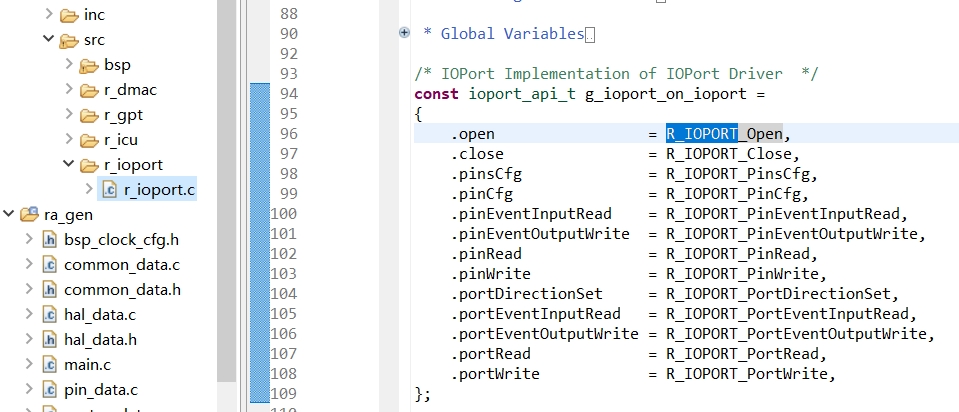 inc
src
bsp
r_dmac
r_gpt
r_icu
r_ioport
r_ioport.c
ra_gen
bsp_clock_cfg.h
common_data.c
common_data.h
hal_data.c
hal_data.h
main.c
pin_data.c
88
90 * Global Variables
92
93 /* IOPort Implementation of IOPort Driver */
94 const ioport_api_t g_ioport_on_ioport =
95 {
96 .open = R_IOPORT_Open,
97 .close = R_IOPORT_Close,
98 .pinsCfg = R_IOPORT_PinsCfg,
99 .pinCfg = R_IOPORT_PinCfg,
100 .pinEventInputRead = R_IOPORT_PinEventInputRead,
101 .pinEventOutputWrite = R_IOPORT_PinEventOutputWrite,
102 .pinRead = R_IOPORT_PinRead,
103 .pinWrite = R_IOPORT_PinWrite,
104 .portDirectionSet = R_IOPORT_PortDirectionSet,
105 .portEventInputRead = R_IOPORT_PortEventInputRead,
106 .portEventOutputWrite = R_IOPORT_PortEventOutputWrite,
107 .portRead = R_IOPORT_PortRead,
108 .portWrite = R_IOPORT_PortWrite,
109 };